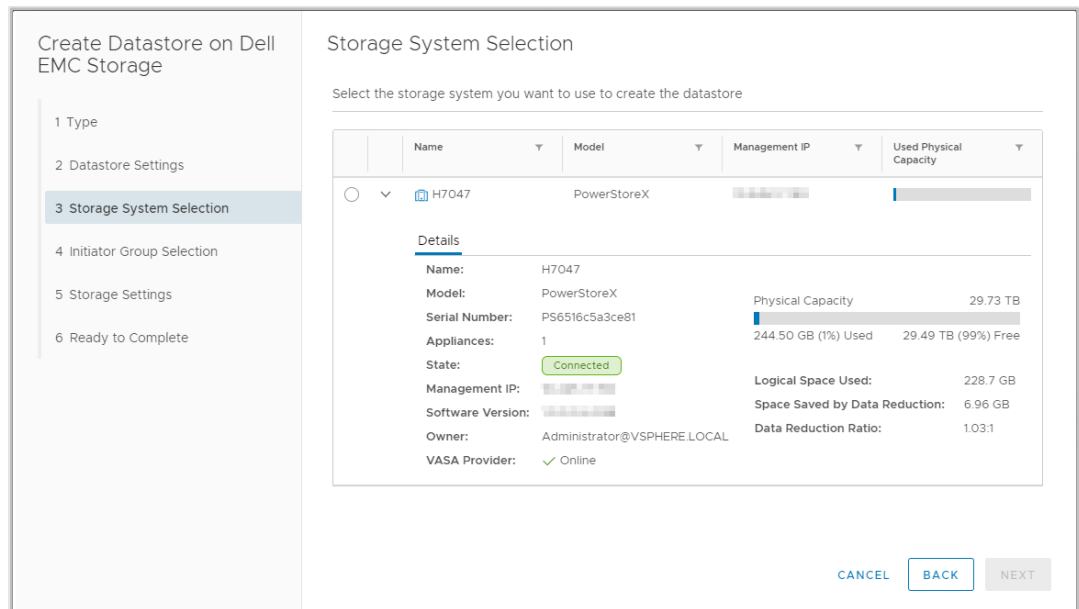 Create Datastore on Dell
EMC Storage
1 Type
2 Datastore Settings
3 Storage System Selection
4 Initiator Group Selection
5 Storage Settings
6 Ready to Complete
Storage System Selection
Select the storage system you want to use to create the datastore
Name Model Management IP Used Physical
Capacity
H7047 PowerStoreX
Details
Name: H7047
Model: PowerStoreX
Serial Number: PS6516c5a3ce81
Appliances: 1
State: Connected
Management IP:
Software Version:
Owner: Administrator@VSPHERE.LOCAL
VASA Provider: Online
Physical Capacity 29.73 TB
244.50 GB (1%) Used 29.49 TB (99%) Free
Logical Space Used: 228.7 GB
Space Saved by Data Reduction: 6.96 GB
Data Reduction Ratio: 1.03:1
CANCEL BACK NEXT